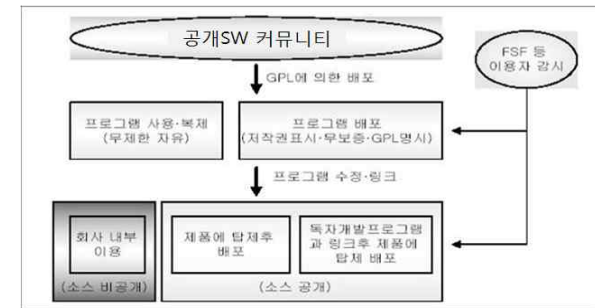 공개SW 커뮤니티
FSF 등
이용자 감시
GPL에 의한 배포
프로그램 사용·복제
(무제한 자유)
프로그램 배포
(저작권표시·무보증·GPL명시)
프로그램 수정·링크
회사 내부
이용
(소스 비공개)
제품에 탑제후
배포
독자개발프로그램
과 링크후 제품에
탑제 배포
(소스 공개)